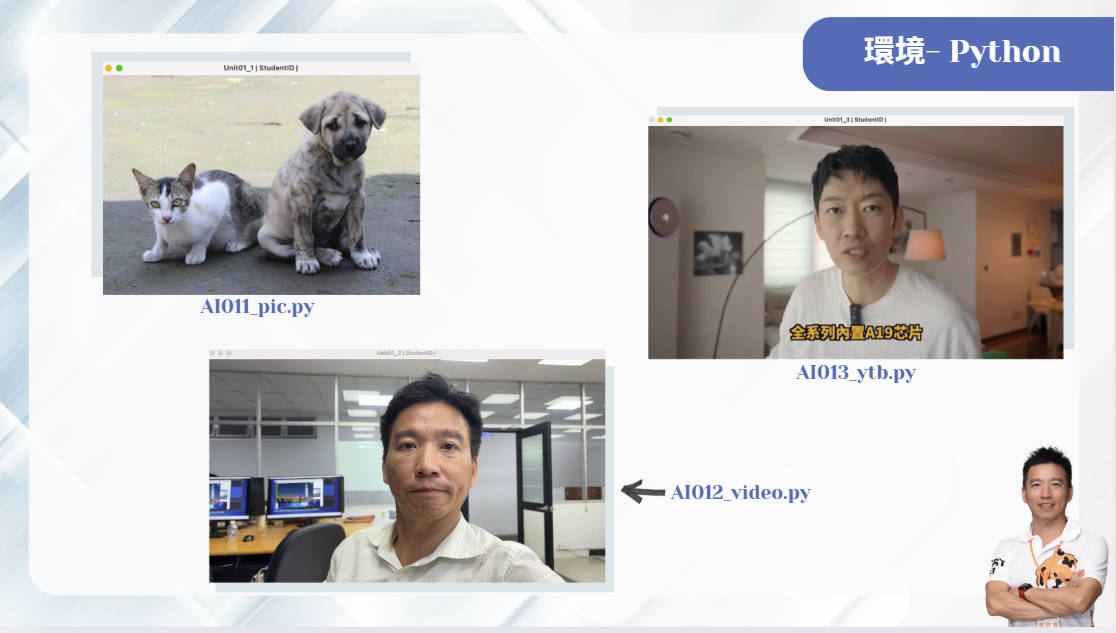 環境- Python
Unit01_1 | StudentID |
AI011_pic.py
Unit01_3 | StudentID |
全系列內置A19芯片
AI013_ytb.py
Unit01_2 | StudentID |
AI012_video.py